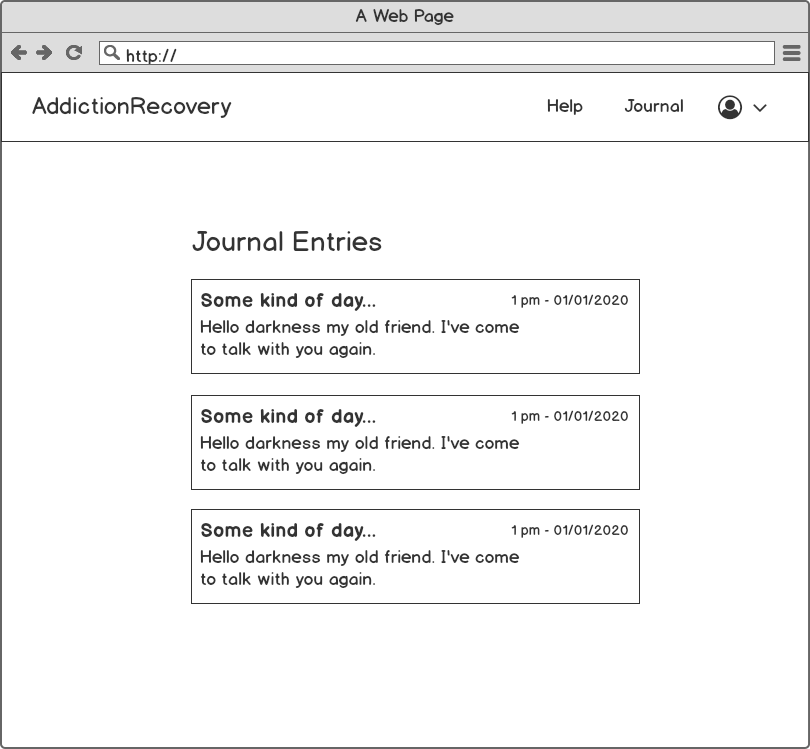 A Web Page
http://
AddictionRecovery
Help
Journal
Journal Entries
Some kind of day...
1 pm - 01/01/2020
Hello darkness my old friend. I've come
to talk with you again.
Some kind of day...
1 pm - 01/01/2020
Hello darkness my old friend. I've come
to talk with you again.
Some kind of day...
1 pm - 01/01/2020
Hello darkness my old friend. I've come
to talk with you again.